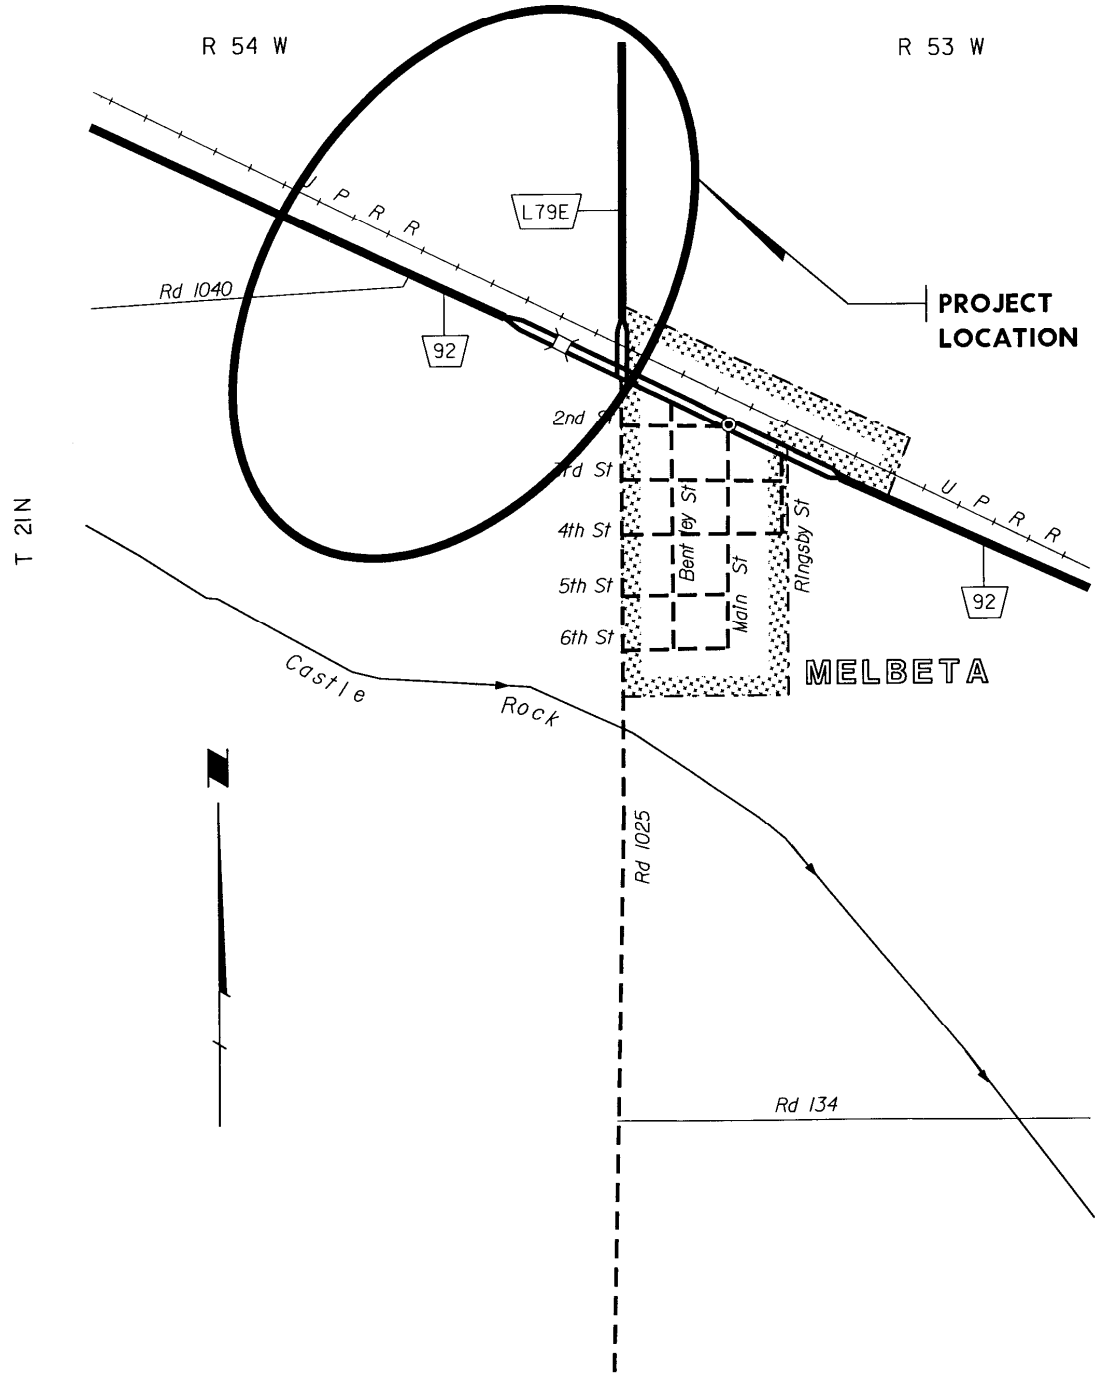 R 54 W
R 53 W
U P R R
L79E
Rd 1040
92
PROJECT
LOCATION
2nd St
3rd St
4th St
5th St
6th St
Bentley St
Main St
Ringsby St
U P R R
92
T 21N
MELBETA
Castle Rock
Rd 1025
Rd 134